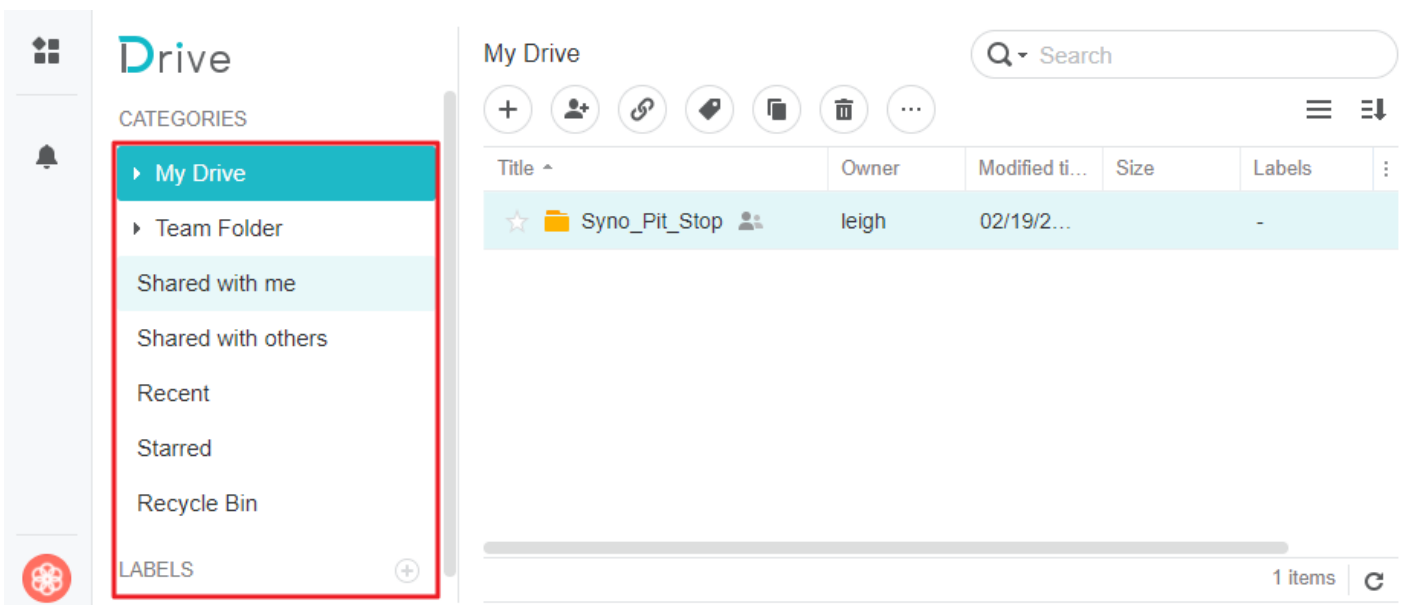 Drive
CATEGORIES
My Drive
Team Folder
Shared with me
Shared with others
Recent
Starred
Recycle Bin
LABELS
My Drive
Search
Title Owner Modified ti... Size Labels
Syno_Pit_Stop leigh 02/19/2... -
1 items